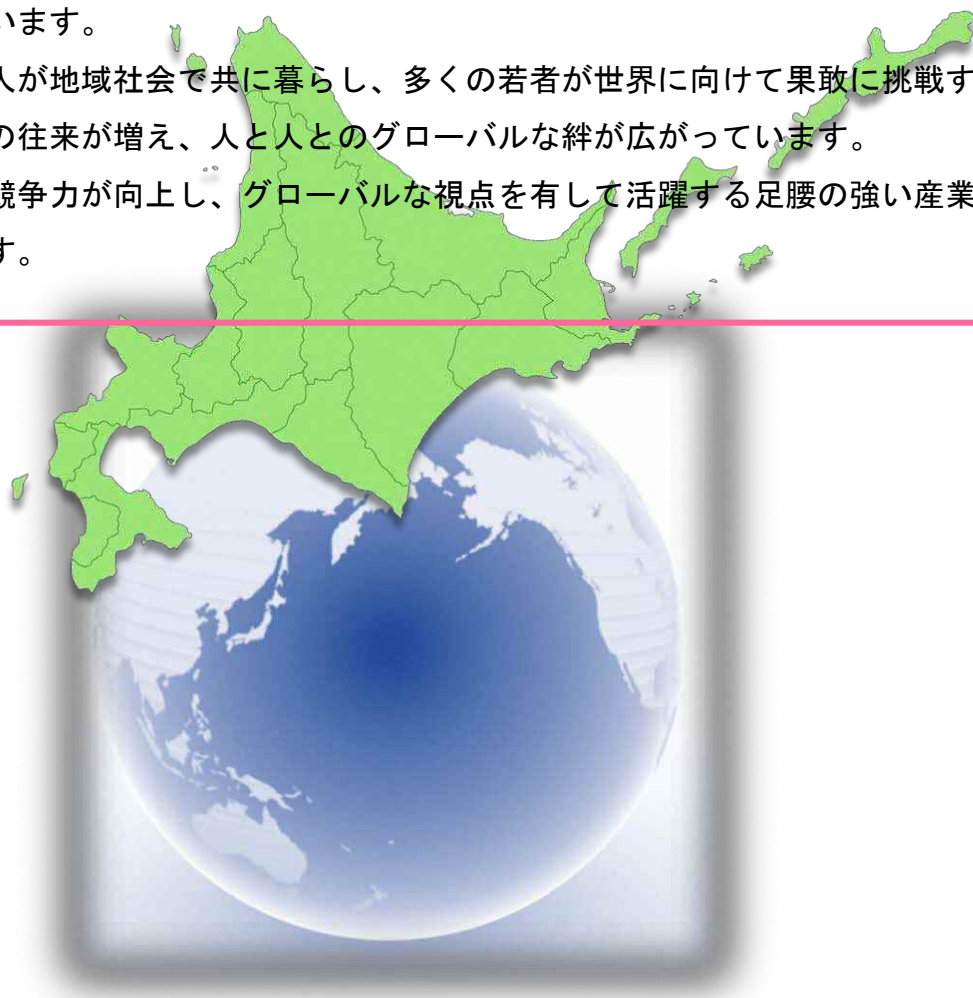 います。
人が地域社会で共に暮らし、多くの若者が世界に向けて果敢に挑戦す
の往来が増え、人と人とのグローバルな絆が広がっています。
競争力が向上し、グローバルな視点を有して活躍する足腰の強い産業
す。